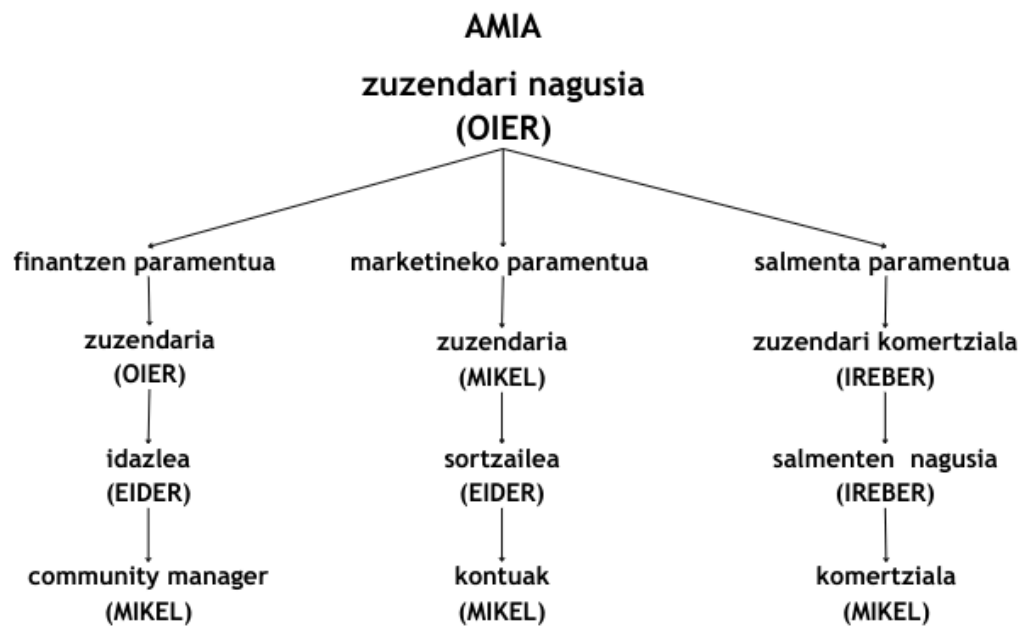 AMIA
zuzendari nagusia
(OIER)
finantzen paramentua
zuzendaria
(OIER)
idazlea
(EIDER)
community manager
(MIKEL)
marketineko paramentua
zuzendaria
(MIKEL)
sortzailea
(EIDER)
kontuak
(MIKEL)
salmenta paramentua
zuzendari komertziala
(IREBER)
salmenten nagusia
(IREBER)
komertziala
(MIKEL)